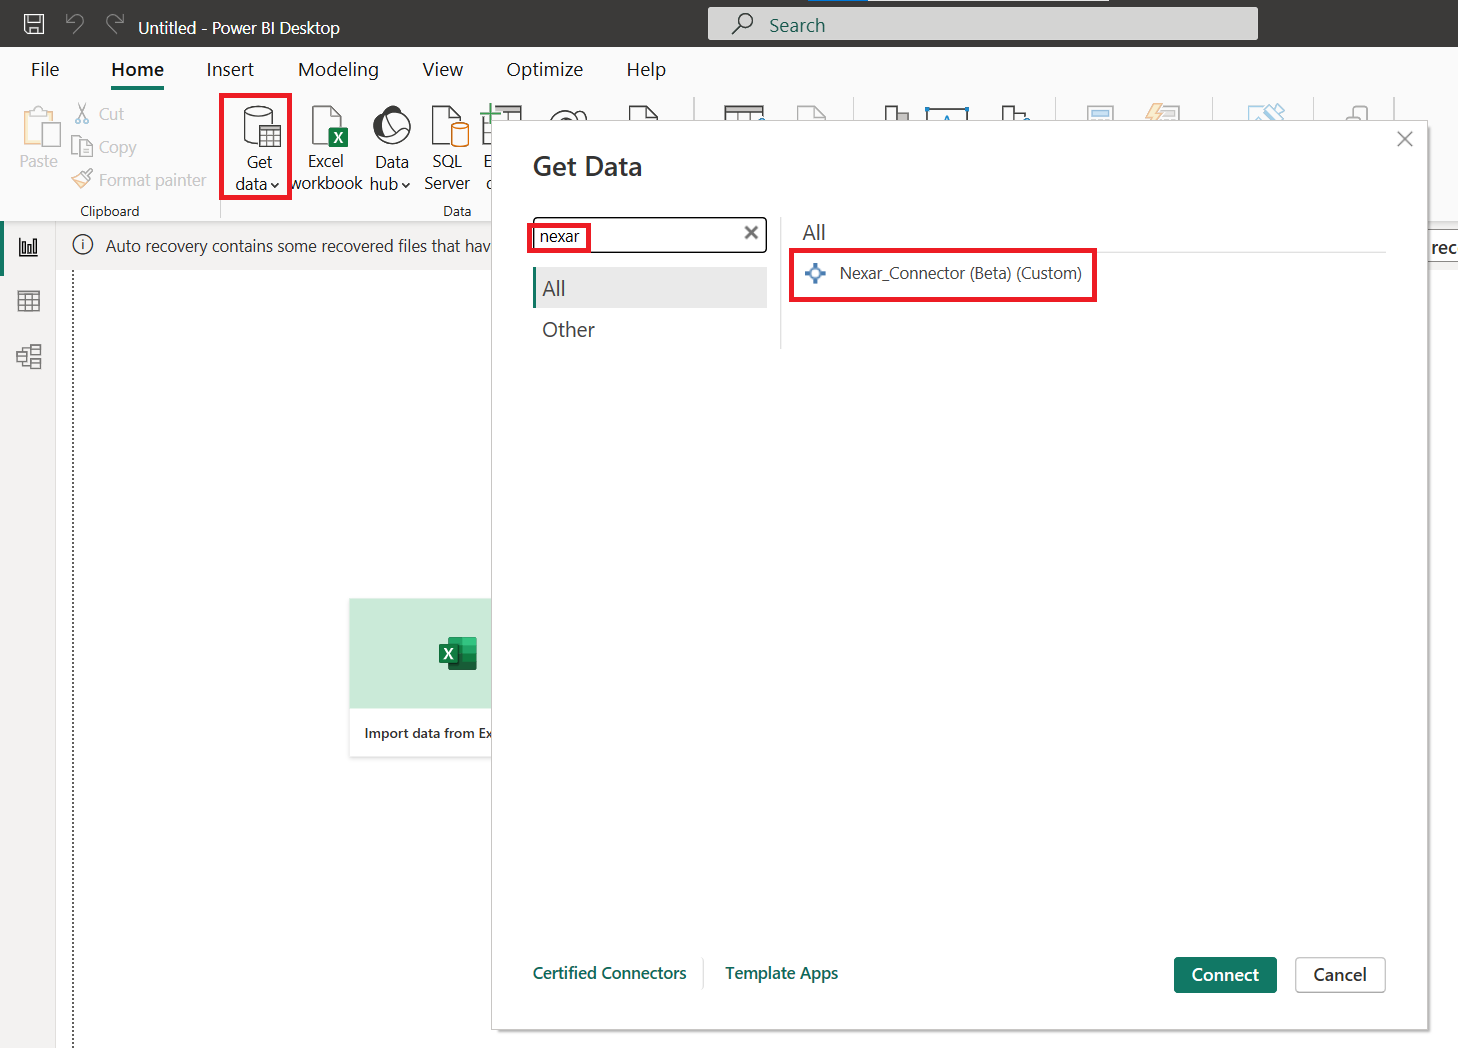 Untitled - Power BI Desktop
Search
File Home Insert Modeling View Optimize Help
Paste
Cut
Copy
Format painter
Clipboard
Get data
Excel workbook
Data hub
SQL Server
Data
Auto recovery contains some recovered files that hav
rec
Import data from Ex
Get Data
nexar
All
Other
All
Nexar_Connector (Beta) (Custom)
Certified Connectors
Template Apps
Connect
Cancel